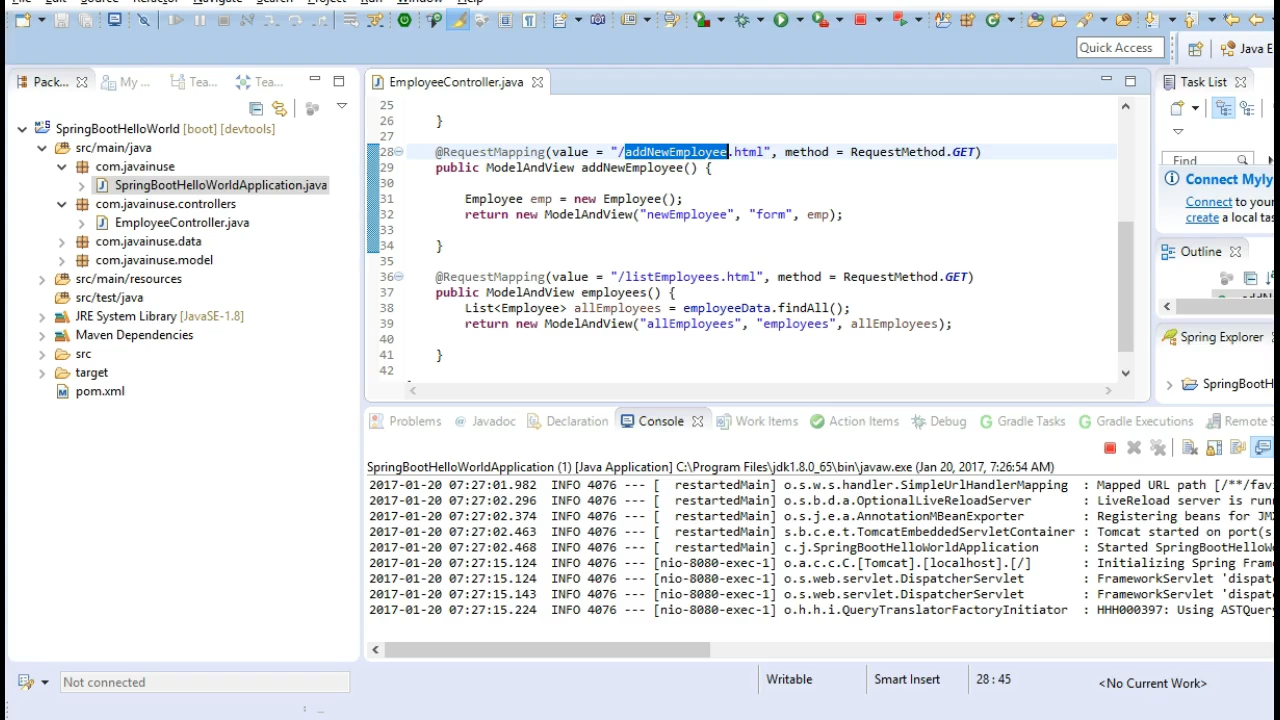 Quick Access
Java E
Pack...
My ...
Tea...
Tea...
EmployeeController.java
Task List
SpringBootHelloWorld [boot] [devtools]
src/main/java
com.javainuse
SpringBootHelloWorldApplication.java
com.javainuse.controllers
EmployeeController.java
com.javainuse.data
com.javainuse.model
src/main/resources
src/test/java
JRE System Library [JavaSE-1.8]
Maven Dependencies
src
target
pom.xml
25
26 }
27
28 @RequestMapping(value = "/addNewEmployee.html", method = RequestMethod.GET)
29 public ModelAndView addNewEmployee() {
30
31 Employee emp = new Employee();
32 return new ModelAndView("newEmployee", "form", emp);
33
34 }
35
36 @RequestMapping(value = "/listEmployees.html", method = RequestMethod.GET)
37 public ModelAndView employees() {
38 List<Employee> allEmployees = employeeData.findAll();
39 return new ModelAndView("allEmployees", "employees", allEmployees);
40
41 }
42
Find
Connect Myly
Connect to your
create a local tas
Outline
Spring Explorer
SpringBootH
Problems
Javadoc
Declaration
Console
Work Items
Action Items
Debug
Gradle Tasks
Gradle Executions
Remote S
SpringBootHelloWorldApplication (1) [Java Application] C:\Program Files\jdk1.8.0_65\bin\javaw.exe (Jan 20, 2017, 7:26:54 AM)
2017-01-20 07:27:01.982 INFO 4076 --- [ restartedMain] o.s.w.s.handler.SimpleUrlHandlerMapping : Mapped URL path [/**/favi
2017-01-20 07:27:02.296 INFO 4076 --- [ restartedMain] o.s.b.d.a.OptionalLiveReloadServer : LiveReload server is runn
2017-01-20 07:27:02.374 INFO 4076 --- [ restartedMain] o.s.j.e.a.AnnotationMBeanExporter : Registering beans for JM
2017-01-20 07:27:02.463 INFO 4076 --- [ restartedMain] s.b.c.e.t.TomcatEmbeddedServletContainer : Tomcat started on port(s
2017-01-20 07:27:02.468 INFO 4076 --- [ restartedMain] c.j.SpringBootHelloWorldApplication : Started SpringBootHelloWo
2017-01-20 07:27:15.124 INFO 4076 --- [nio-8080-exec-1] o.a.c.c.C.[Tomcat].[localhost].[/] : Initializing Spring Frame
2017-01-20 07:27:15.124 INFO 4076 --- [nio-8080-exec-1] o.s.web.servlet.DispatcherServlet : FrameworkServlet 'dispatc
2017-01-20 07:27:15.143 INFO 4076 --- [nio-8080-exec-1] o.s.web.servlet.DispatcherServlet : FrameworkServlet 'dispatc
2017-01-20 07:27:15.224 INFO 4076 --- [nio-8080-exec-1] o.h.h.i.QueryTranslatorFactoryInitiator : HHH000397: Using ASTQuery
Not connected
Writable
Smart Insert
28 : 45
<No Current Work>